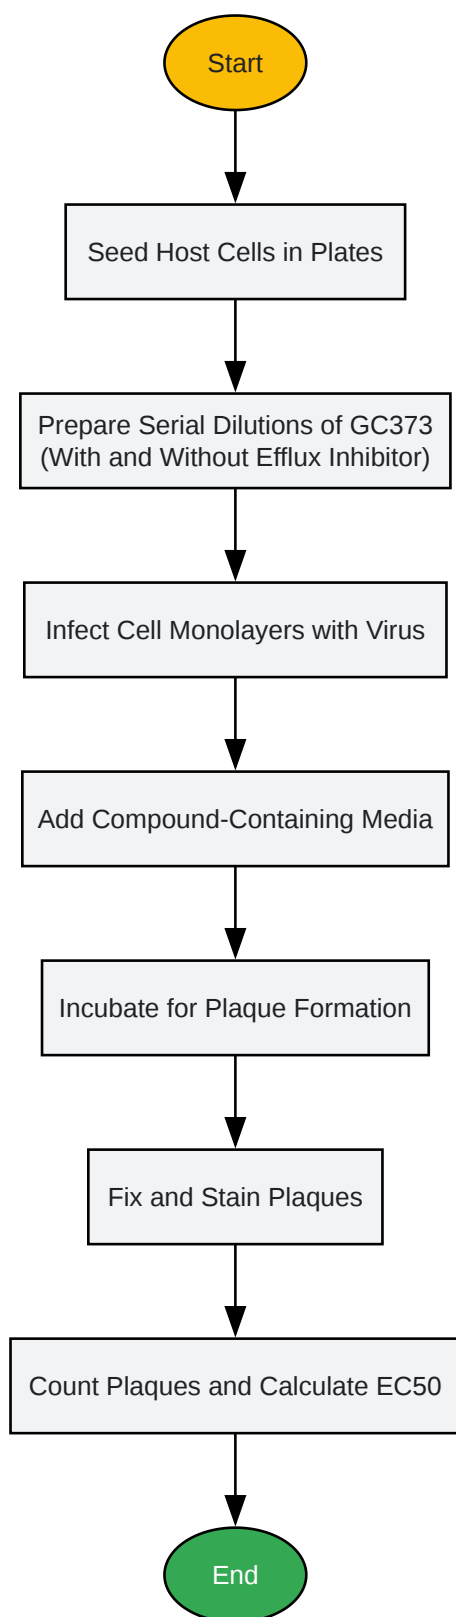 Start
Seed Host Cells in Plates
Prepare Serial Dilutions of GC373
(With and Without Efflux Inhibitor)
Infect Cell Monolayers with Virus
Add Compound-Containing Media
Incubate for Plaque Formation
Fix and Stain Plaques
Count Plaques and Calculate EC50
End